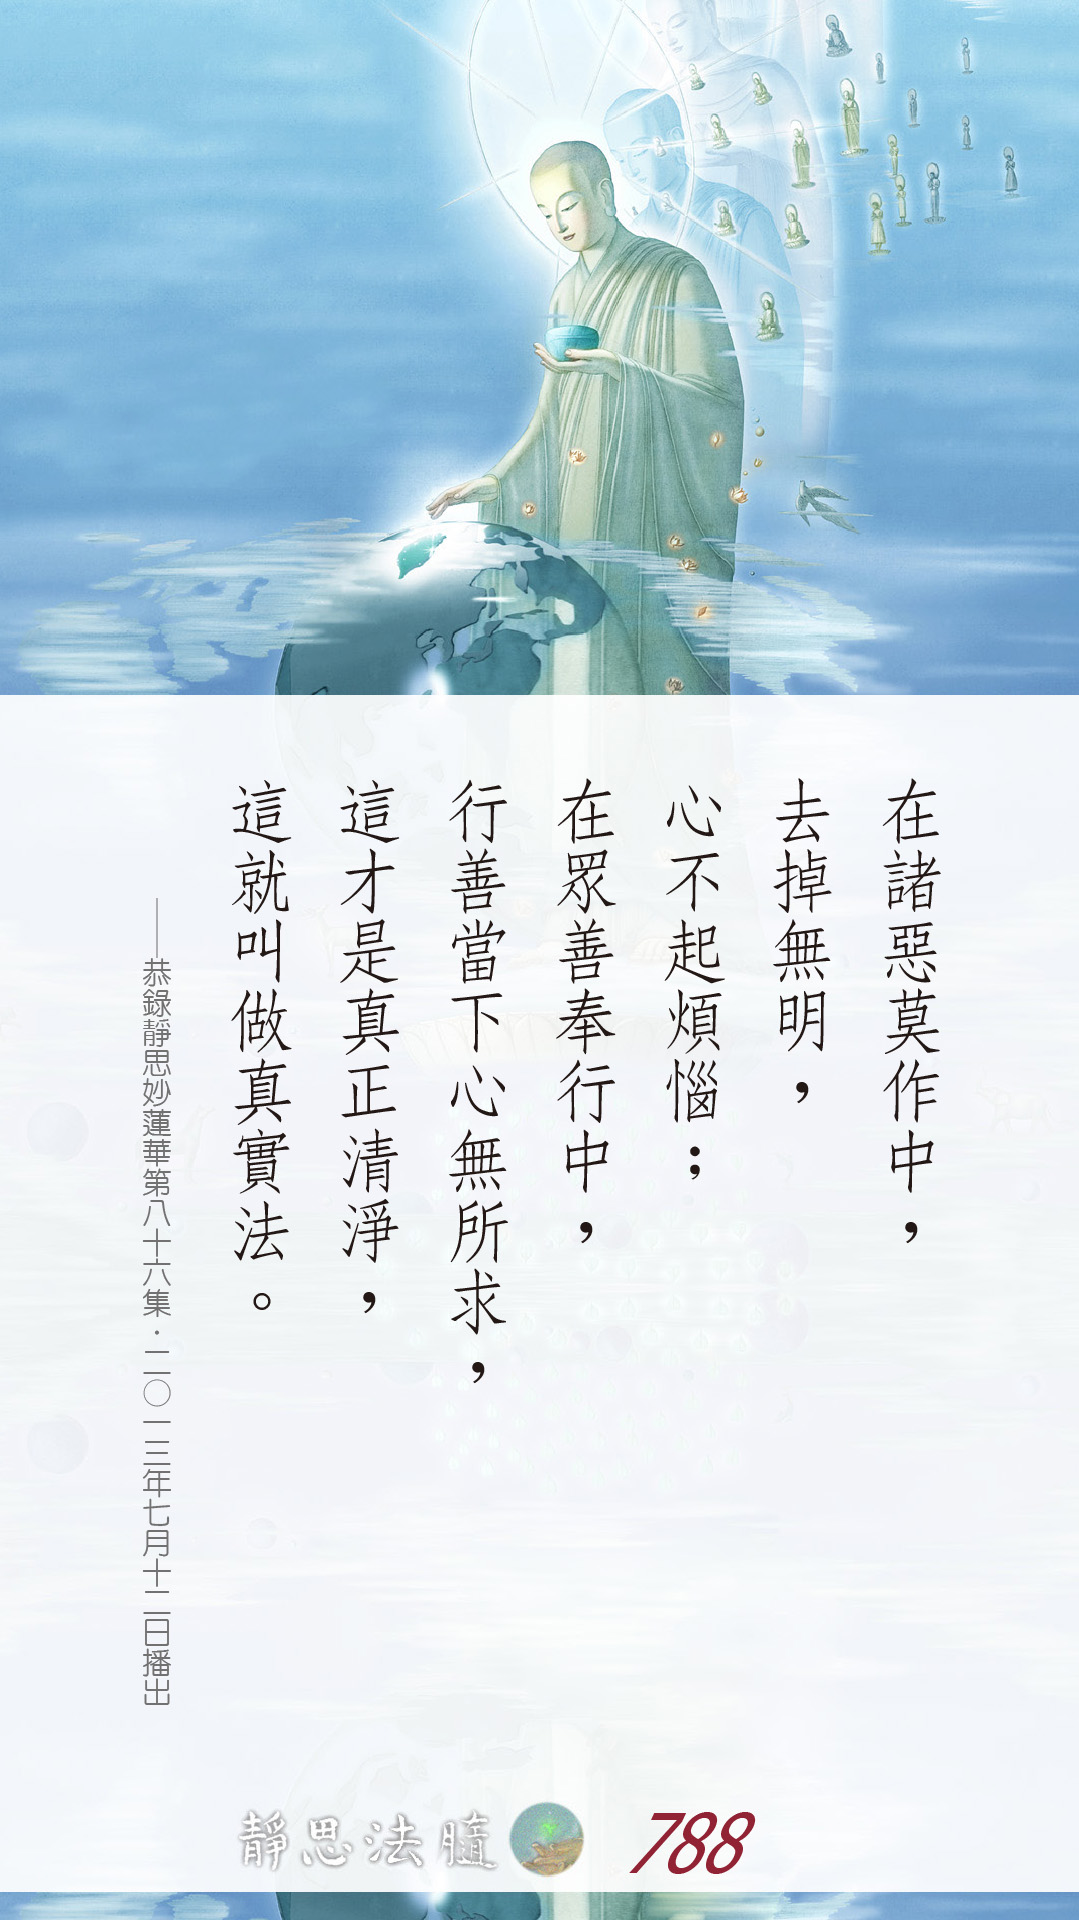 在諸惡莫作中，
去掉無明，
心不起煩惱；
在眾善奉行中，
行善當下心無所求，
這才是真正清淨，
這就叫做真實法。
——恭錄靜思妙蓮華第八十六集・二〇一三年七月十二日播出
靜思法髓 788